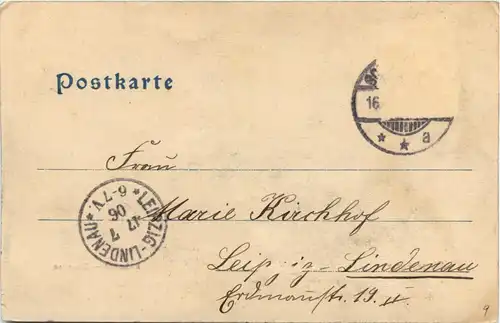 Postkarte
16.
* * a
Frau
LEIPZIG-LINDENAU
* 6-7V. *
17 7
06
Marie Kirchhof
Leipzig-Lindenau
Erdmannstr. 19. II.
9